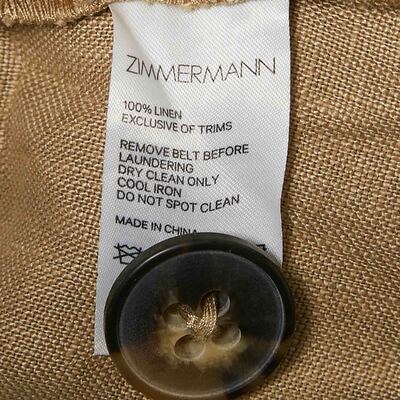 ZIMMERMANN
100% LINEN
EXCLUSIVE OF TRIMS
REMOVE BELT BEFORE
LAUNDERING
DRY CLEAN ONLY
COOL IRON
DO NOT SPOT CLEAN
MADE IN CHINA